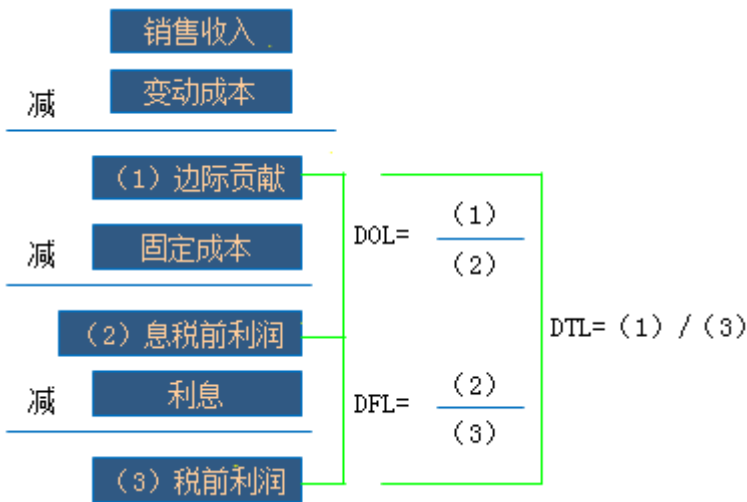 销售收入
减 变动成本
(1) 边际贡献
减 固定成本
DOL= (1)
(2)
(2) 息税前利润
DTL= (1) / (3)
减 利息
DFL= (2)
(3)
(3) 税前利润